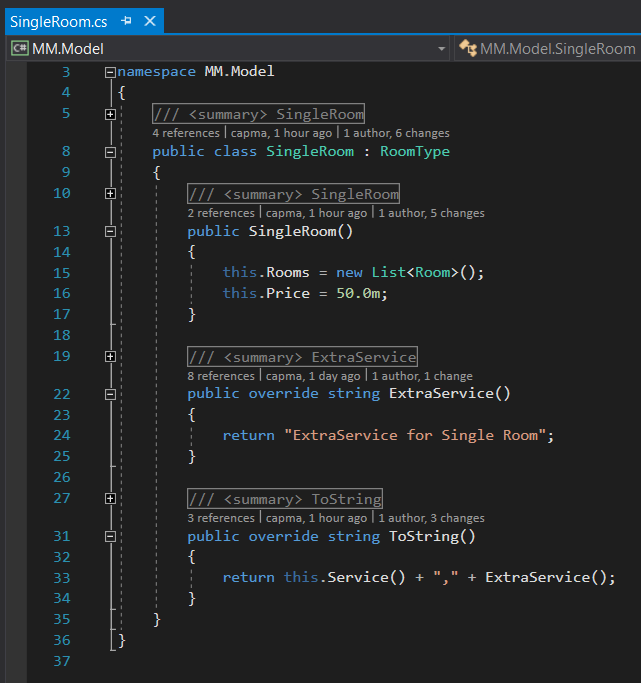 SingleRoom.cs
C# MM.Model MM.Model.SingleRoom
3 namespace MM.Model
4 {
5 /// <summary> SingleRoom
4 references | capma, 1 hour ago | 1 author, 6 changes
8 public class SingleRoom : RoomType
9 {
10 /// <summary> SingleRoom
2 references | capma, 1 hour ago | 1 author, 5 changes
13 public SingleRoom()
14 {
15 this.Rooms = new List<Room>();
16 this.Price = 50.0m;
17 }
18
19 /// <summary> ExtraService
8 references | capma, 1 day ago | 1 author, 1 change
22 public override string ExtraService()
23 {
24 return "ExtraService for Single Room";
25 }
26
27 /// <summary> ToString
3 references | capma, 1 hour ago | 1 author, 3 changes
31 public override string ToString()
32 {
33 return this.Service() + "," + ExtraService();
34 }
35 }
36 }
37